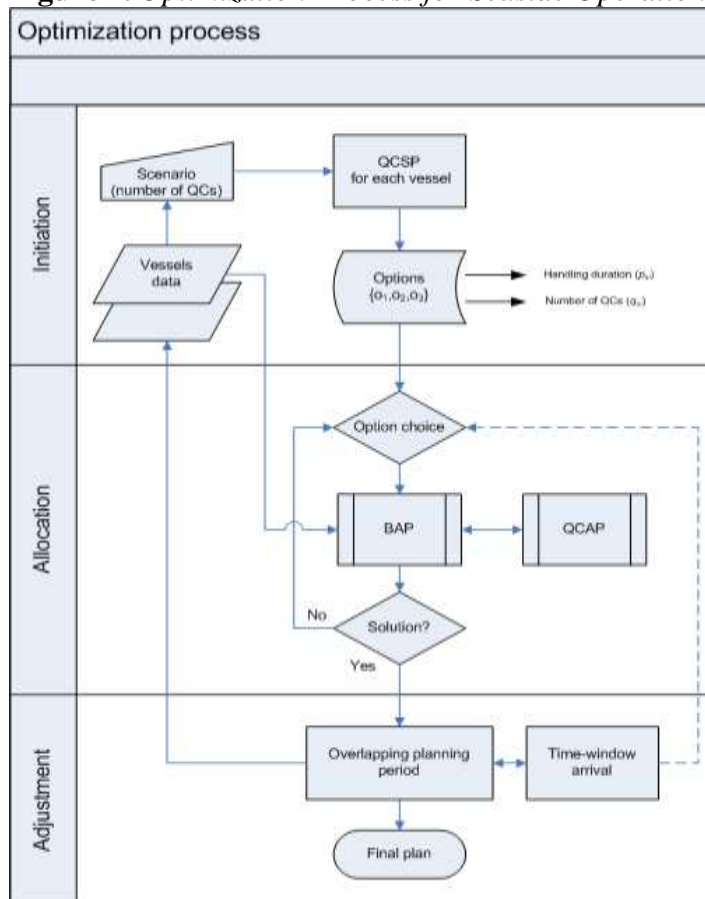 Optimization process
Initiation
Scenario
(number of QCs)
QCSP
for each vessel
Vessels
data
Options
{o₁,o₂,o₃}
Handling duration
Number of QCs
Allocation
Option choice
BAP
QCAP
No
Solution?
Yes
Adjustment
Overlapping planning
period
Time-window
arrival
Final plan